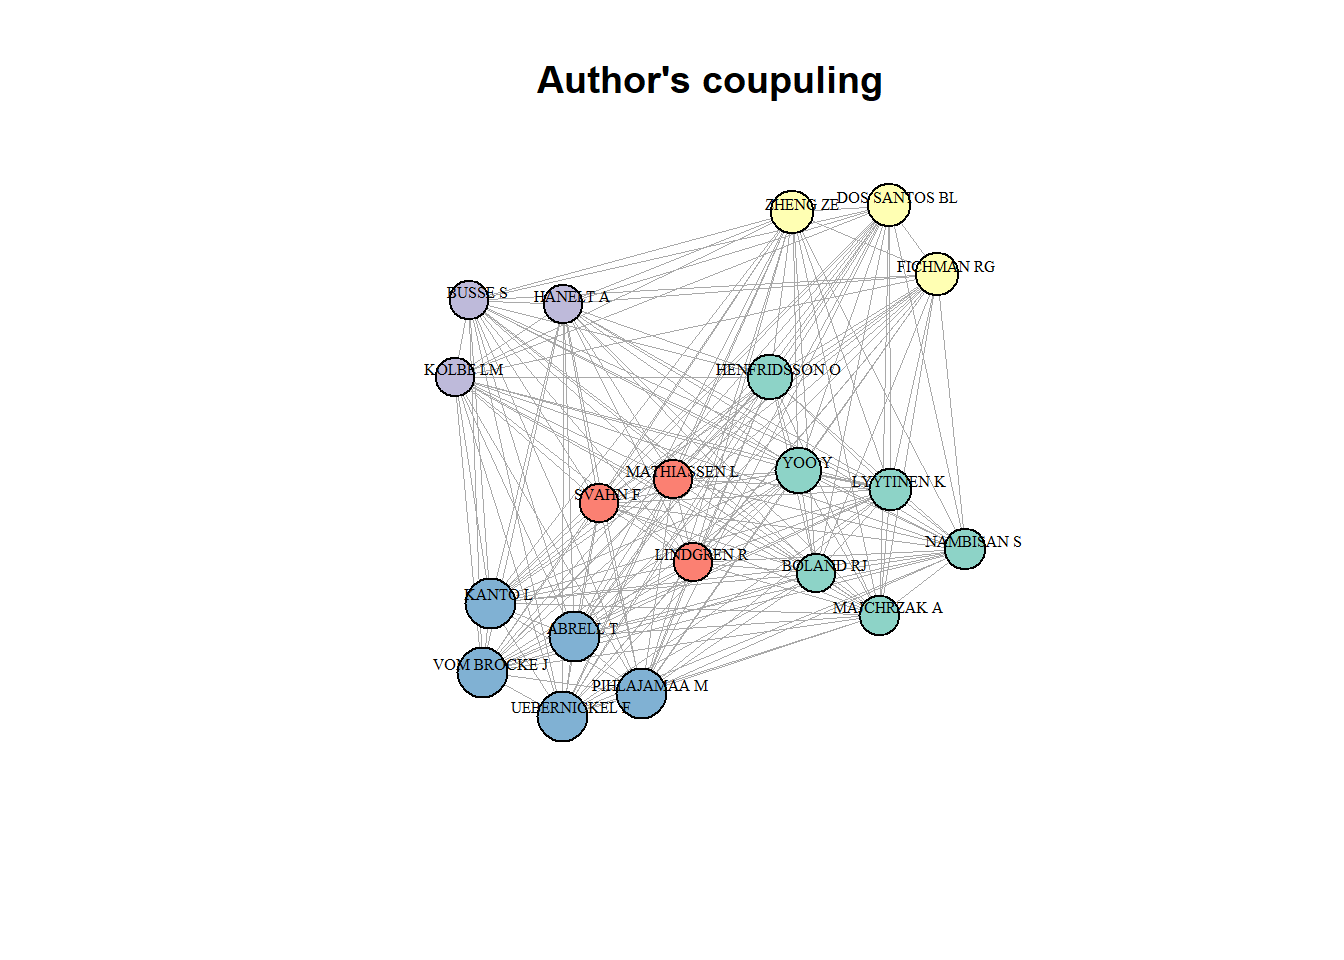 Author's coupuling
ZHENG ZE
DOS SANTOS BL
FICHMAN RG
BUSSE S
HANELT A
KOLBE LM
HENFRIDSSON O
MATHIASSEN L
YOO Y
LYYTINEN K
SVAHN F
NAMBISAN S
LINDGREN R
BOLAND RJ
KANTO L
MAJCHRZAK A
ABRELL T
VOM BROCKE J
PIHLAJAMAA M
UEBERNICKEL F